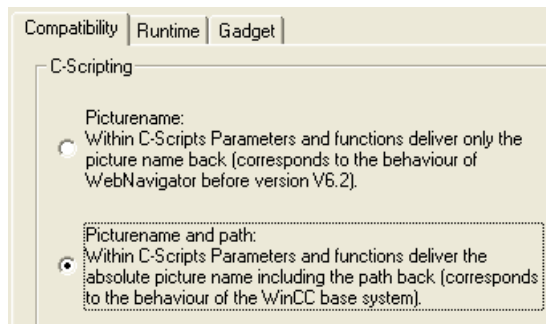 Compatibility Runtime Gadget
C-Scripting
Picturename:
Within C-Scripts Parameters and functions deliver only the
picture name back (corresponds to the behaviour of
WebNavigator before version V6.2).
Picturename and path:
Within C-Scripts Parameters and functions deliver the
absolute picture name including the path back (corresponds
to the behaviour of the WinCC base system).